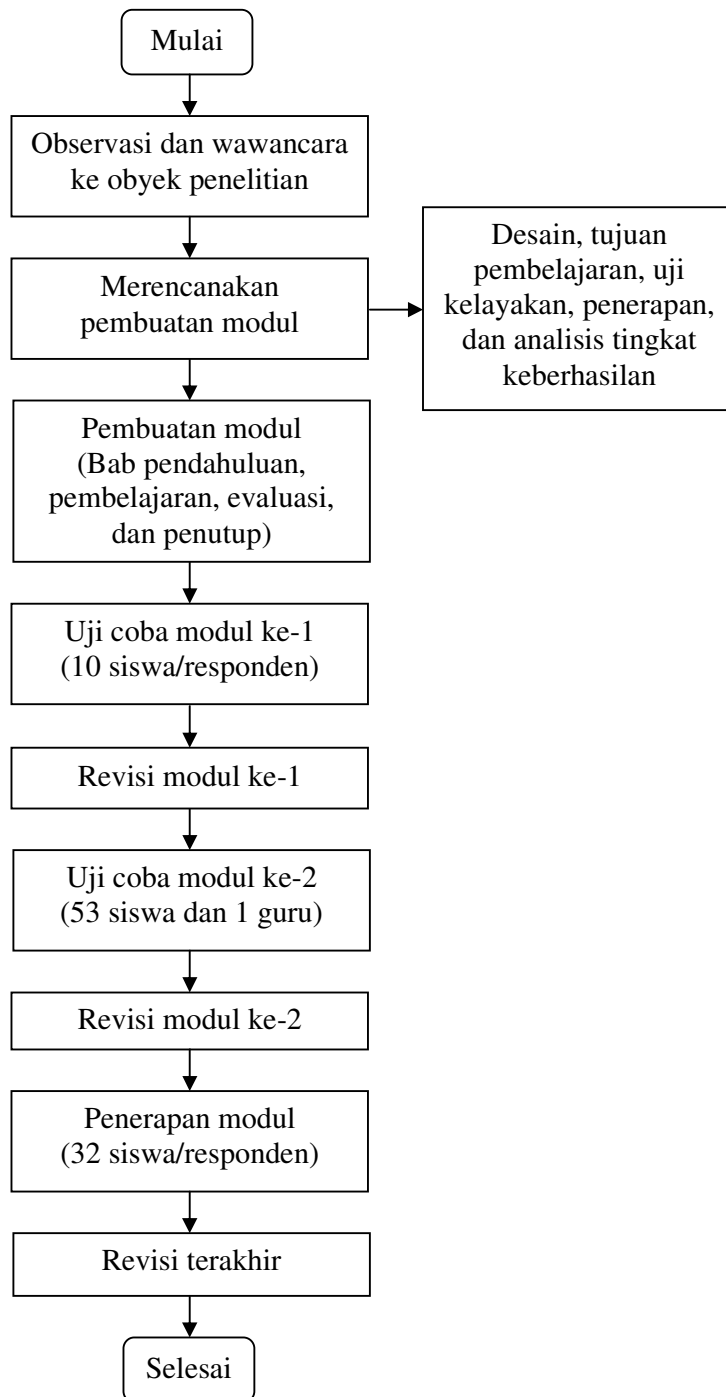 Mulai
Observasi dan wawancara
ke obyek penelitian
Merencanakan
pembuatan modul
Desain, tujuan
pembelajaran, uji
kelayakan, penerapan,
dan analisis tingkat
keberhasilan
Pembuatan modul
(Bab pendahuluan,
pembelajaran, evaluasi,
dan penutup)
Uji coba modul ke-1
(10 siswa/responden)
Revisi modul ke-1
Uji coba modul ke-2
(53 siswa dan 1 guru)
Revisi modul ke-2
Penerapan modul
(32 siswa/responden)
Revisi terakhir
Selesai